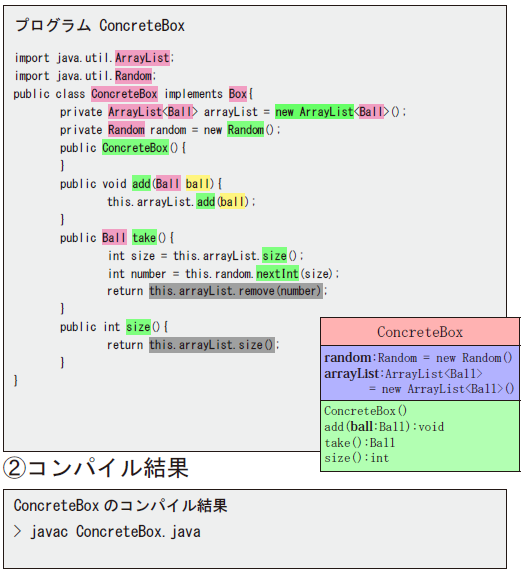 プログラム ConcreteBox
import java.util.ArrayList;
import java.util.Random;
public class ConcreteBox implements Box{
private ArrayList<Ball> arrayList = new ArrayList<Ball>();
private Random random = new Random();
public ConcreteBox(){
}
public void add(Ball ball){
this.arrayList.add(ball);
}
public Ball take(){
int size = this.arrayList.size();
int number = this.random.nextInt(size);
return this.arrayList.remove(number);
}
public int size(){
return this.arrayList.size();
}
}
ConcreteBox
random:Random = new Random()
arrayList:ArrayList<Ball>
= new ArrayList<Ball>()
ConcreteBox()
add(ball:Ball):void
take():Ball
size():int
②コンパイル結果
ConcreteBox のコンパイル結果
> javac ConcreteBox.java